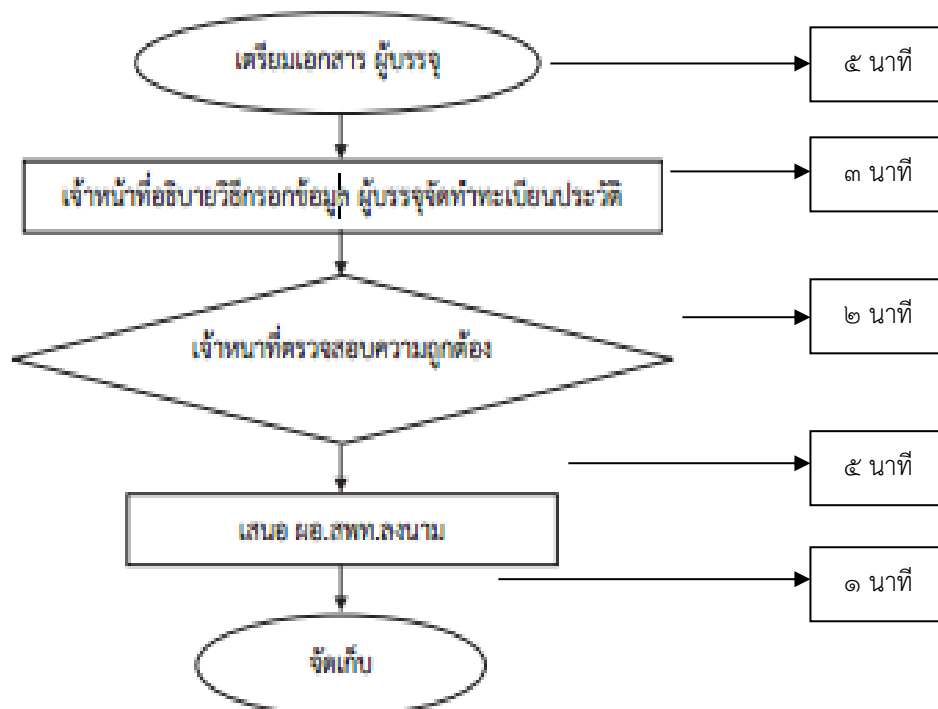 เตรียมเอกสาร ผู้บรรจุ
๕ นาที
เจ้าหน้าที่อธิบายวิธีกรอกข้อมูล ผู้บรรจุจัดทำทะเบียนประวัติ
๓ นาที
เจ้าหนาที่ตรวจสอบความถูกต้อง
๒ นาที
เสนอ ผอ.สพท.ลงนาม
๕ นาที
จัดเก็บ
๑ นาที